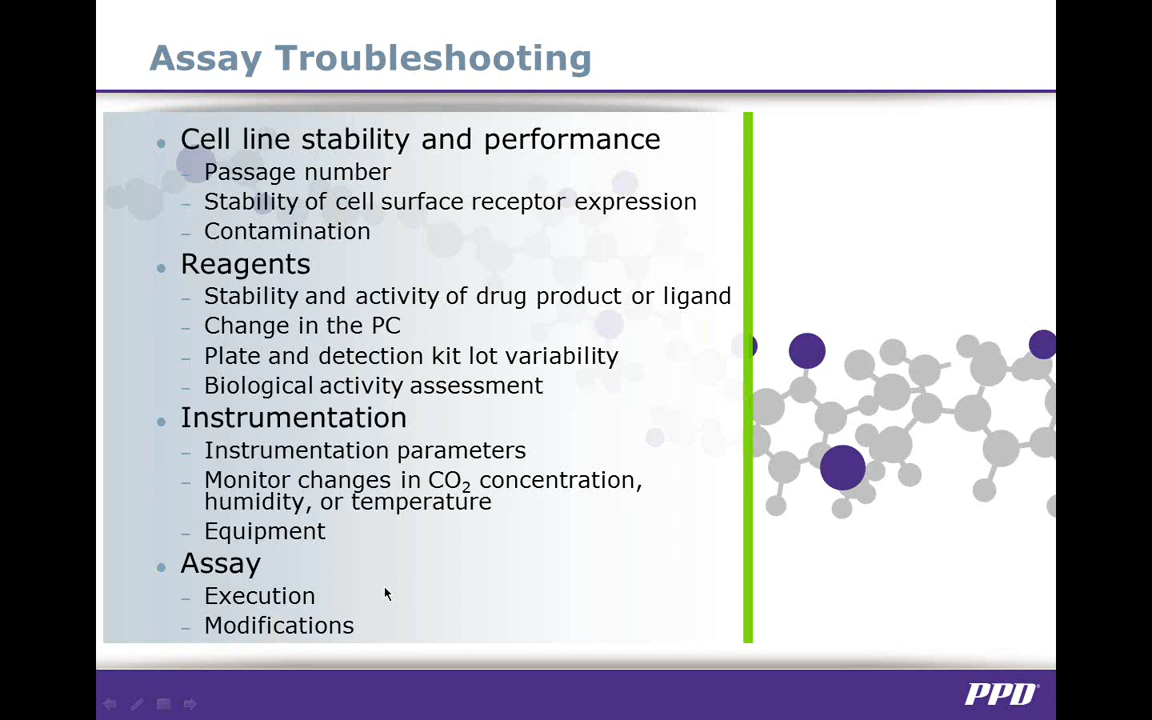 Assay Troubleshooting
• Cell line stability and performance
– Passage number
– Stability of cell surface receptor expression
– Contamination
• Reagents
– Stability and activity of drug product or ligand
– Change in the PC
– Plate and detection kit lot variability
– Biological activity assessment
• Instrumentation
– Instrumentation parameters
– Monitor changes in CO₂ concentration,
humidity, or temperature
– Equipment
• Assay
– Execution
– Modifications
PPD®